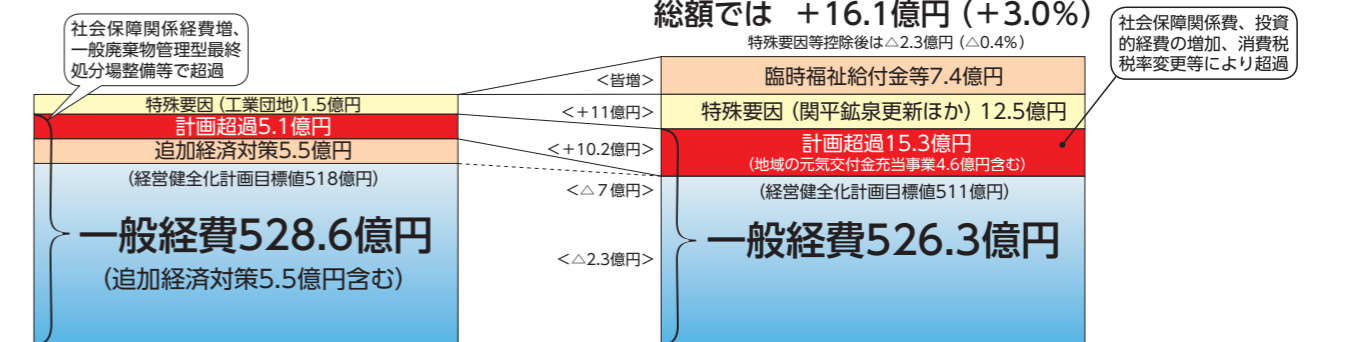 総額では ＋16.1億円（＋3.0%）
特殊要因等控除後は△2.3億円（△0.4%）
社会保障関係経費増、
一般廃棄物管理型最終
処分場整備等で超過
特殊要因（工業団地）1.5億円
計画超過5.1億円
追加経済対策5.5億円
（経営健全化計画目標値518億円）
一般経費528.6億円
（追加経済対策5.5億円含む）
＜皆増＞
＜＋11億円＞
＜＋10.2億円＞
＜△7億円＞
＜△2.3億円＞
臨時福祉給付金等7.4億円
特殊要因（関平鉱泉更新ほか）12.5億円
計画超過15.3億円
（地域の元気交付金充当事業4.6億円含む）
（経営健全化計画目標値511億円）
一般経費526.3億円
社会保障関係費、投資
的経費の増加、消費税
税率変更等により超過